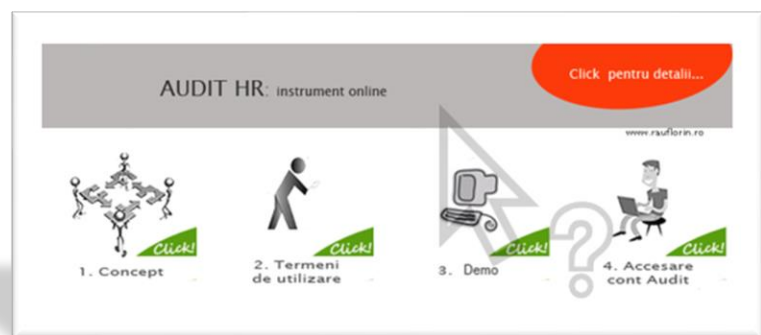 AUDIT HR: instrument online
Click pentru detalii...
www.rauflorin.ro
Click!
Click!
Click!
Click!
1. Concept
2. Termeni
de utilizare
3. Demo
4. Accesare
cont Audit